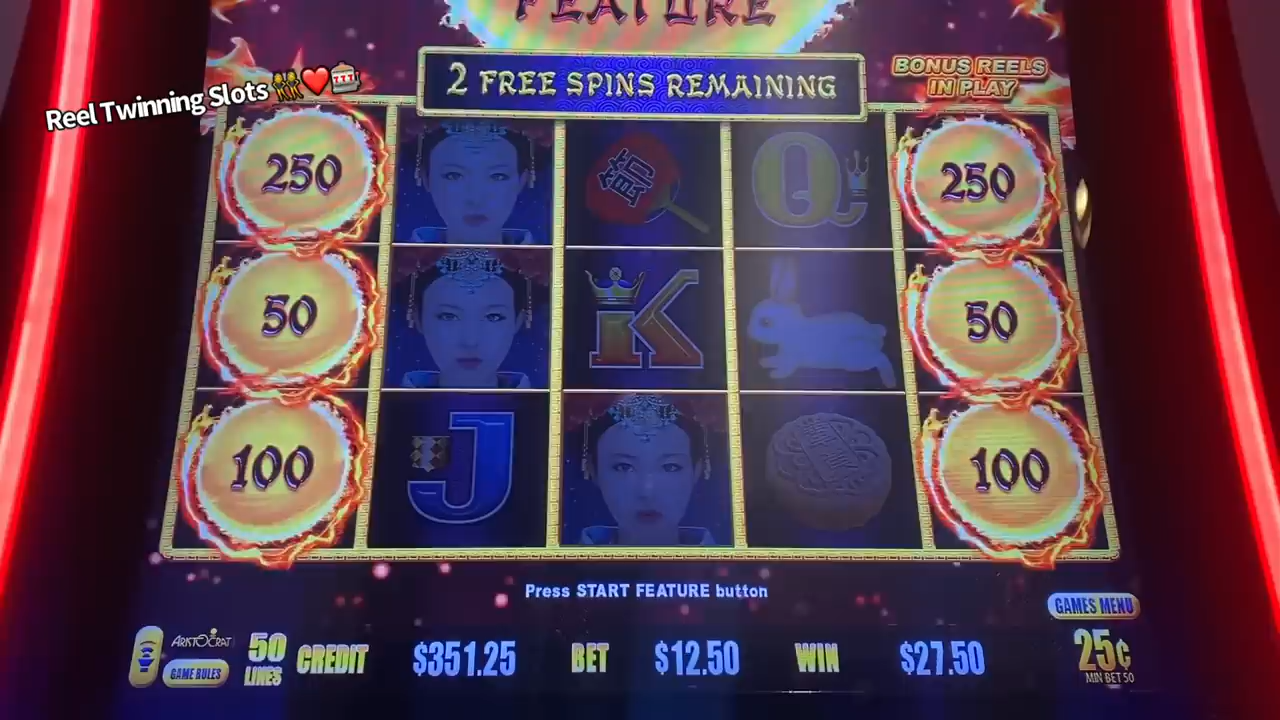 FEATURE
2 FREE SPINS REMAINING
BONUS REELS
IN PLAY
Reel Twinning Slots 👯❤️🎰
250
250
Q
50
K
50
100
J
100
Press START FEATURE button
GAMES MENU
ARISTOCRAT
GAME RULES
50
LINES
CREDIT
$351.25
BET
$12.50
WIN
$27.50
25¢
MIN BET 50